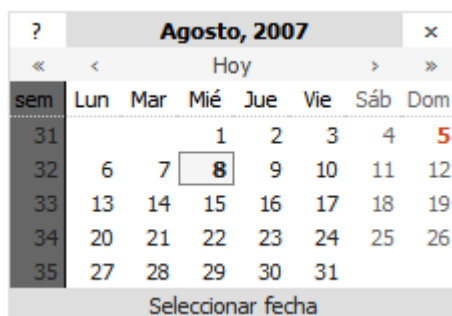 ? Agosto, 2007 ×
« ‹ Hoy › »
sem Lun Mar Mié Jue Vie Sáb Dom
31 1 2 3 4 5
32 6 7 8 9 10 11 12
33 13 14 15 16 17 18 19
34 20 21 22 23 24 25 26
35 27 28 29 30 31
Seleccionar fecha